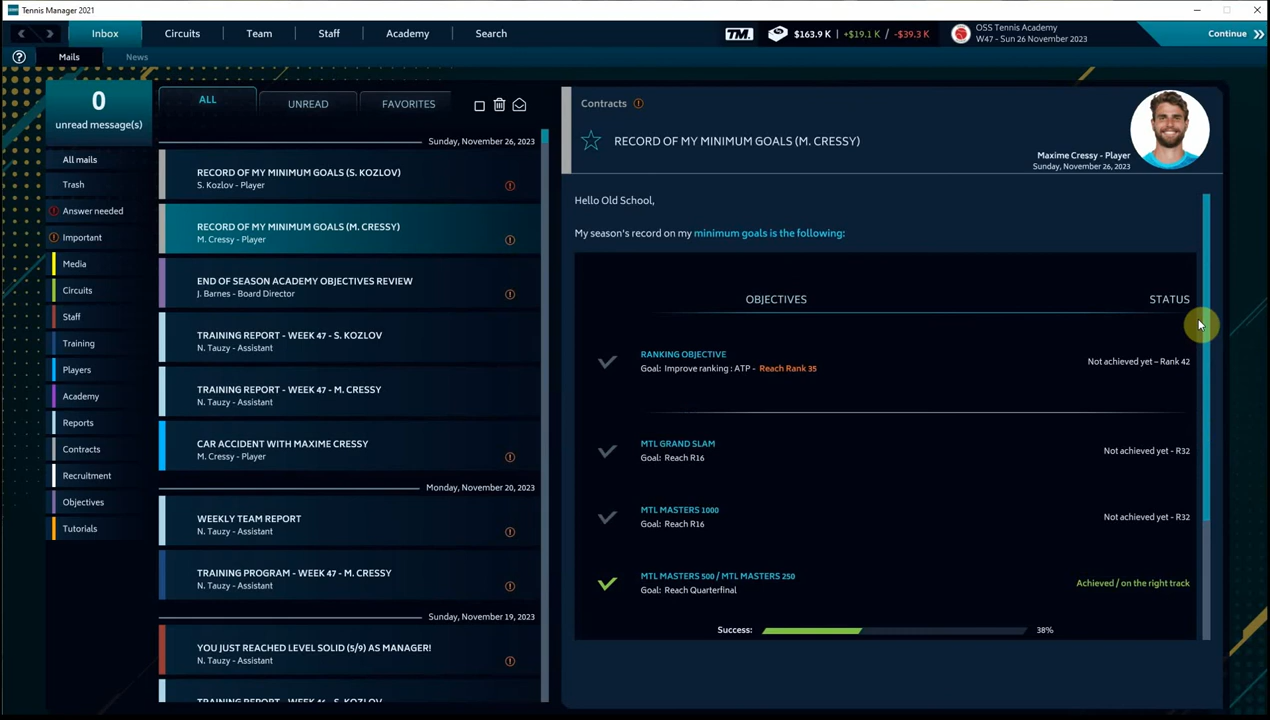 Tennis Manager 2021
Inbox
Circuits
Team
Staff
Academy
Search
TM.
$163.9 K
+$19.1 K / -$39.3 K
OSS Tennis Academy
W47 - Sun 26 November 2023
Continue
Mails
News
0
unread message(s)
All mails
Trash
Answer needed
Important
Media
Circuits
Staff
Training
Players
Academy
Reports
Contracts
Recruitment
Objectives
Tutorials
ALL
UNREAD
FAVORITES
Sunday, November 26, 2023
RECORD OF MY MINIMUM GOALS (S. KOZLOV)
S. Kozlov - Player
RECORD OF MY MINIMUM GOALS (M. CRESSY)
M. Cressy - Player
END OF SEASON ACADEMY OBJECTIVES REVIEW
J. Barnes - Board Director
TRAINING REPORT - WEEK 47 - S. KOZLOV
N. Tauzy - Assistant
TRAINING REPORT - WEEK 47 - M. CRESSY
N. Tauzy - Assistant
CAR ACCIDENT WITH MAXIME CRESSY
M. Cressy - Player
Monday, November 20, 2023
WEEKLY TEAM REPORT
N. Tauzy - Assistant
TRAINING PROGRAM - WEEK 47 - M. CRESSY
N. Tauzy - Assistant
Sunday, November 19, 2023
YOU JUST REACHED LEVEL SOLID (5/9) AS MANAGER!
N. Tauzy - Assistant
TRAINING REPORT - WEEK 46 - S. KOZLOV
Contracts
RECORD OF MY MINIMUM GOALS (M. CRESSY)
Maxime Cressy - Player
Sunday, November 26, 2023
Hello Old School,
My season's record on my minimum goals is the following:
OBJECTIVES
STATUS
RANKING OBJECTIVE
Goal: Improve ranking : ATP - Reach Rank 35
Not achieved yet – Rank 42
MTL GRAND SLAM
Goal: Reach R16
Not achieved yet - R32
MTL MASTERS 1000
Goal: Reach R16
Not achieved yet - R32
MTL MASTERS 500 / MTL MASTERS 250
Goal: Reach Quarterfinal
Achieved / on the right track
Success:
38%